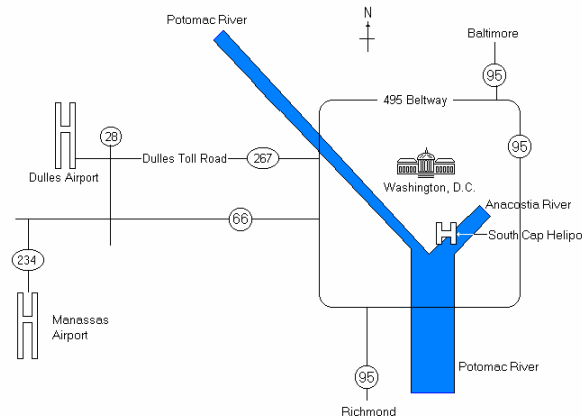 N
Potomac River
Baltimore
95
495 Beltway
28
95
Dulles Toll Road
267
Dulles Airport
Washington, D.C.
Anacostia River
66
South Cap Helipo
234
Manassas
Airport
Potomac River
95
Richmond